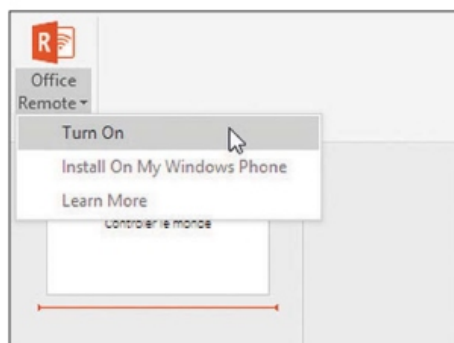 R
Office
Remote
Turn On
Install On My Windows Phone
Learn More
Contrôler le monde